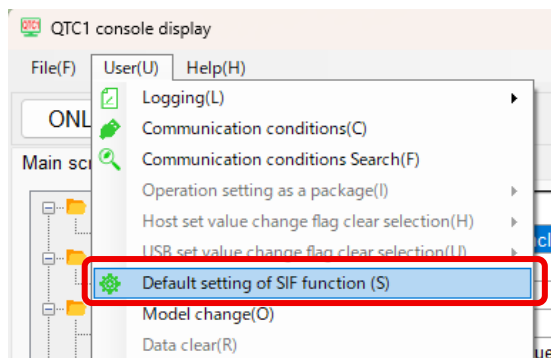 QTC1 console display
File(F) User(U) Help(H)
Logging(L)
ONL
Communication conditions(C)
Main scr
Communication conditions Search(F)
Operation setting as a package(I)
Host set value change flag clear selection(H)
USB set value change flag clear selection(U)
Default setting of SIF function (S)
Model change(O)
Data clear(R)